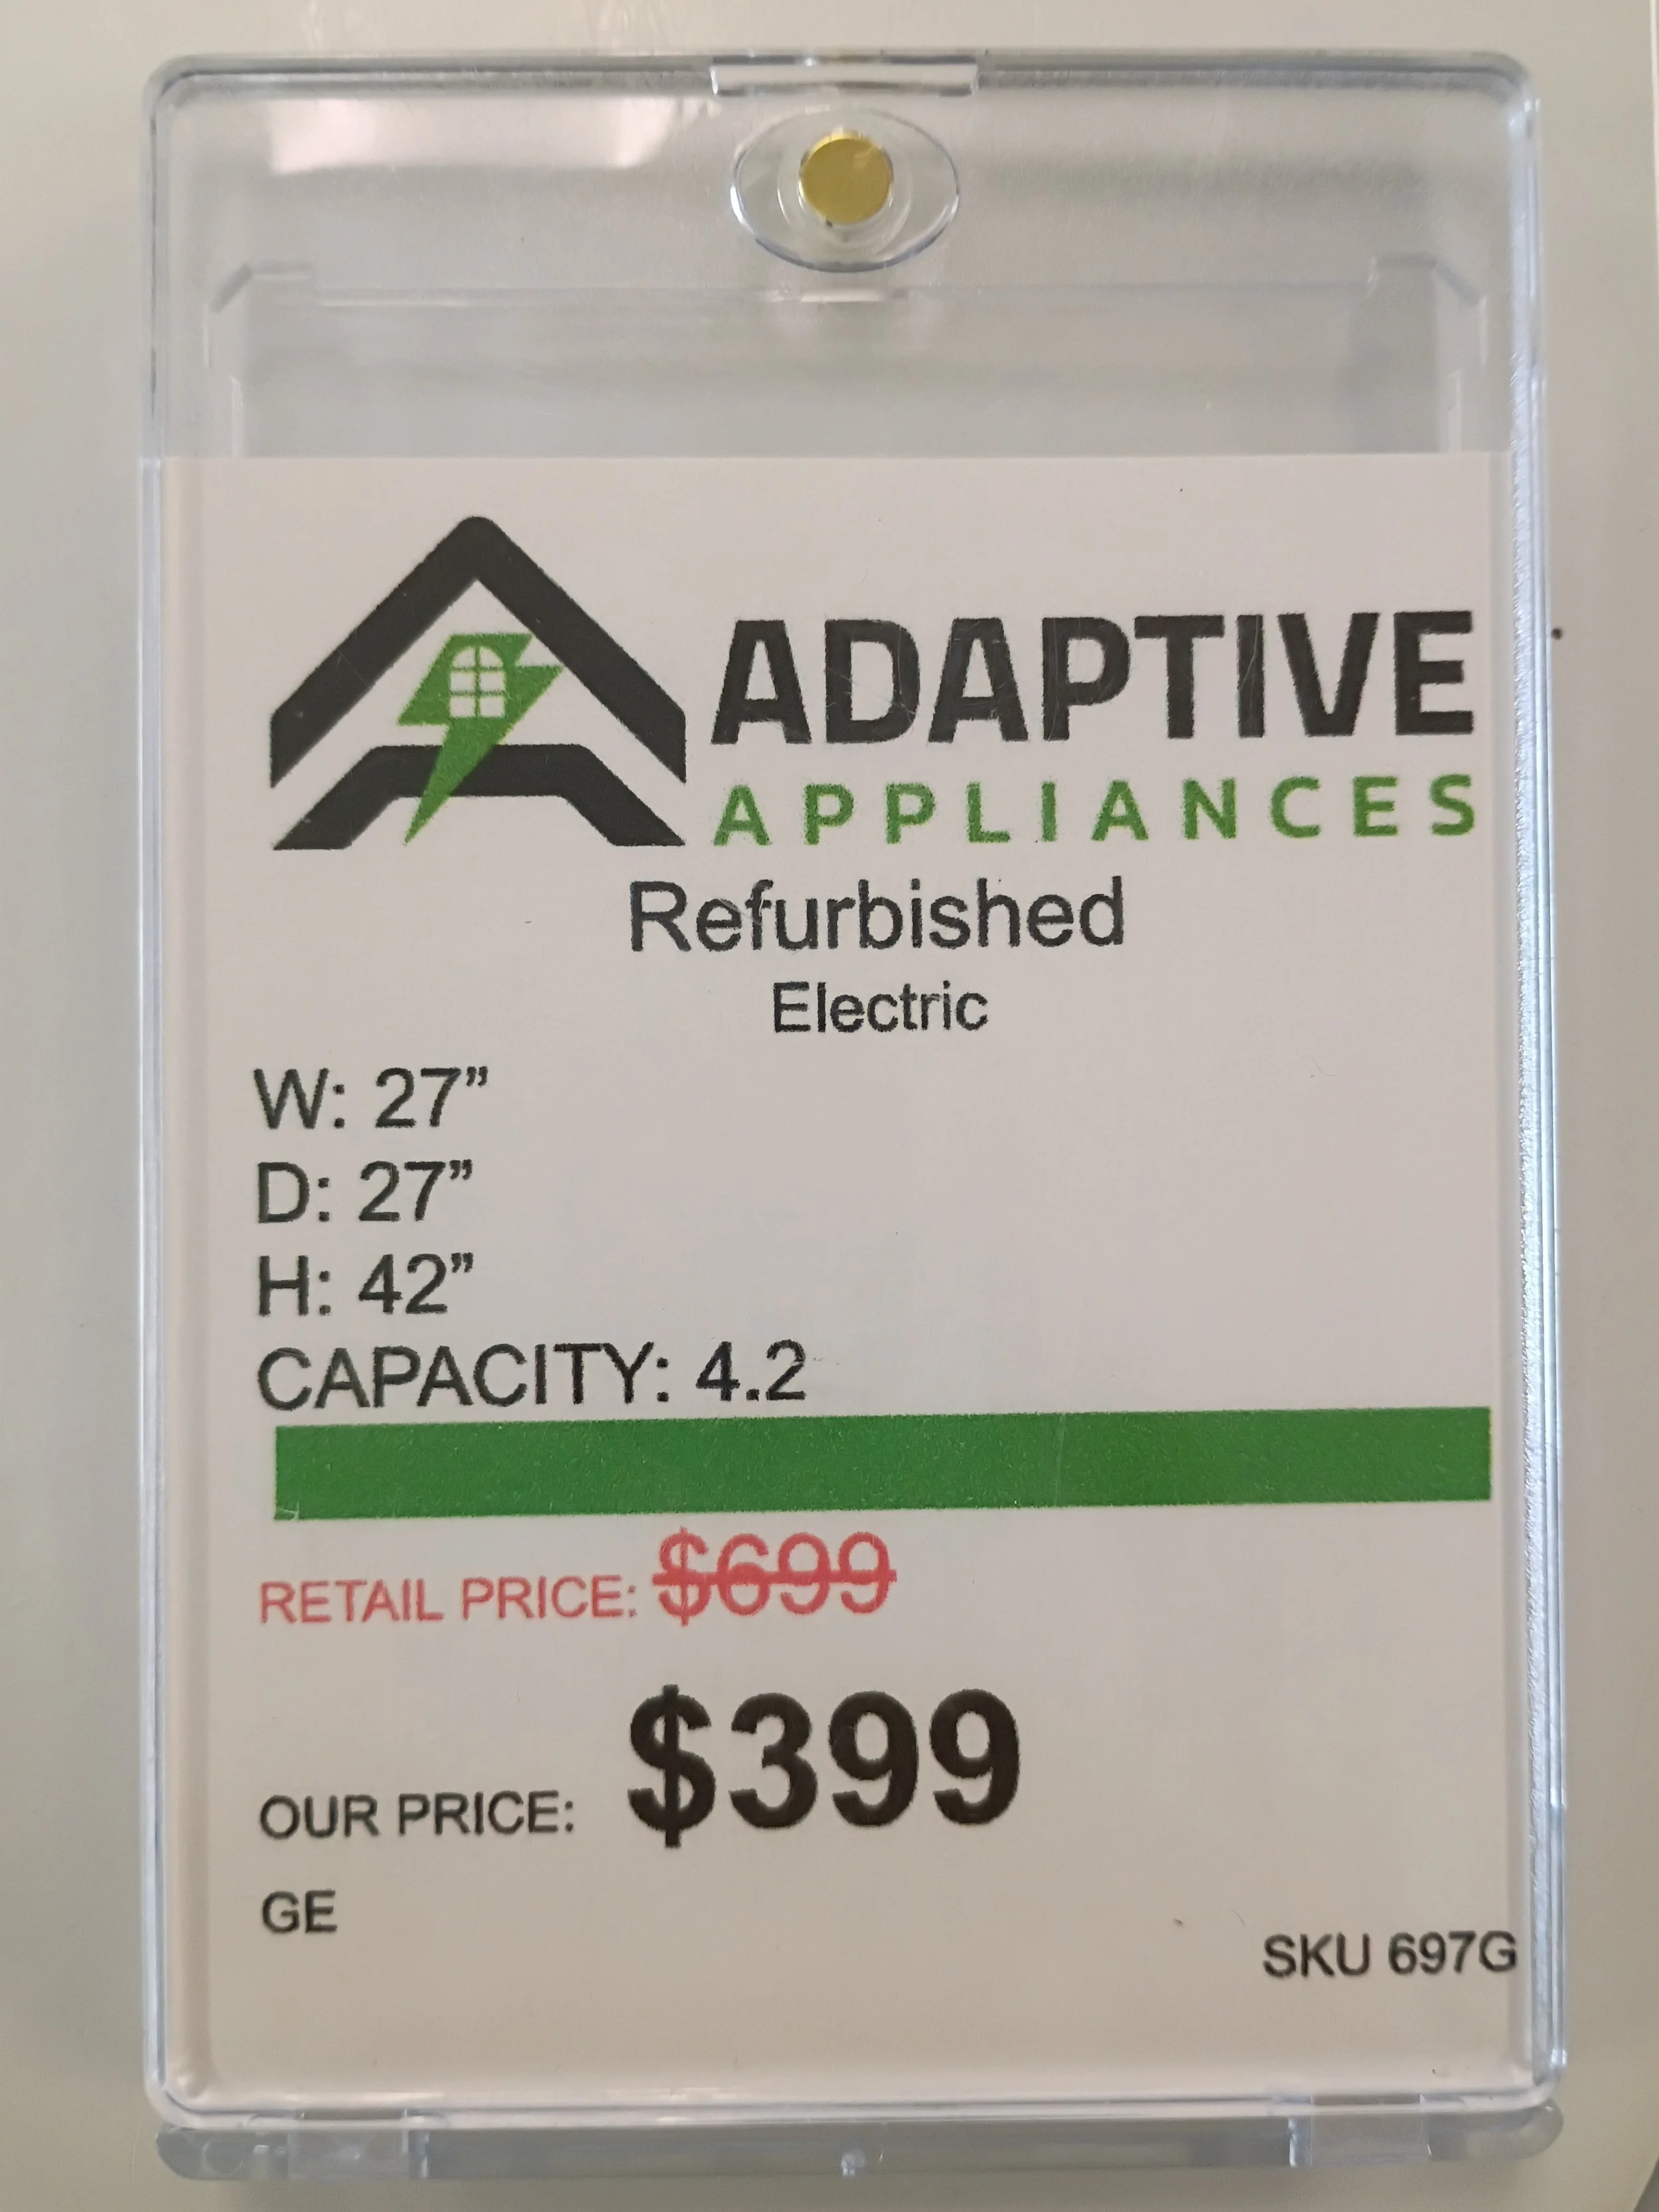 ADAPTIVE
APPLIANCES
Refurbished
Electric
W: 27”
D: 27”
H: 42”
CAPACITY: 4.2
RETAIL PRICE: $699
OUR PRICE: $399
GE
SKU 697G